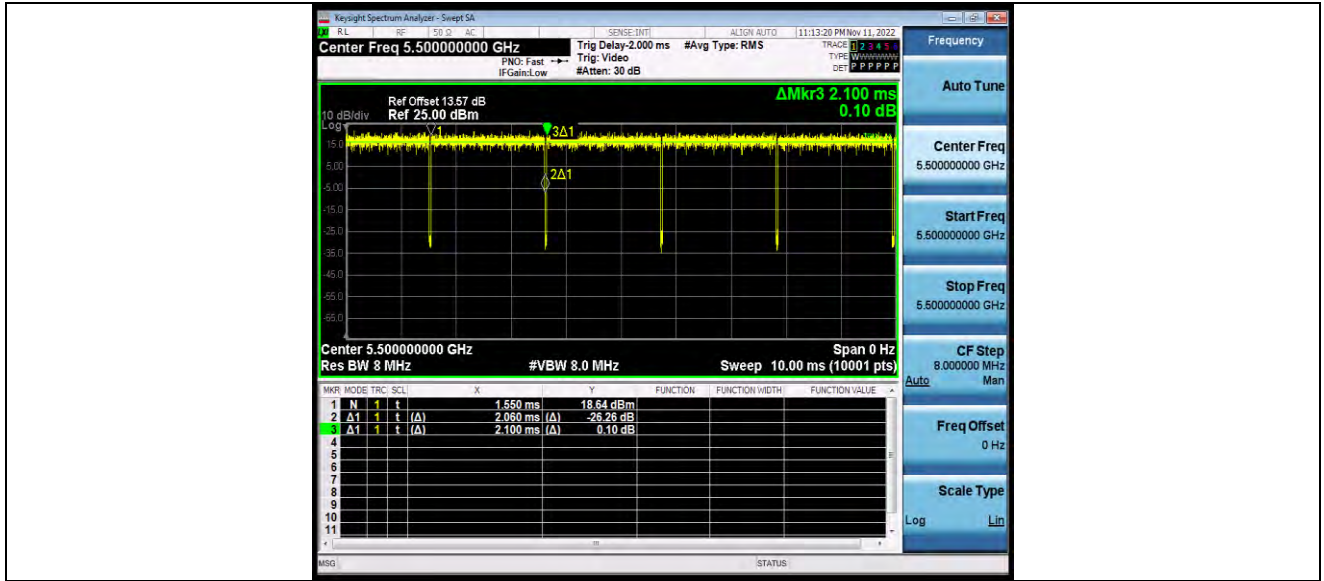 Keysight Spectrum Analyzer - Swept SA
RL RF 50 Ω AC SENSE:INT ALIGN AUTO 11:13:20 PM Nov 11, 2022
Center Freq 5.500000000 GHz
PNO: Fast
IFGain:Low
Trig Delay-2.000 ms
Trig: Video
#Atten: 30 dB
#Avg Type: RMS
TRACE 1 2 3 4 5 6
TYPE WWWWWW
DET P P P P P P
Frequency
Auto Tune
Center Freq
5.500000000 GHz
Start Freq
5.500000000 GHz
Stop Freq
5.500000000 GHz
CF Step
8.000000 MHz
Auto Man
Freq Offset
0 Hz
Scale Type
Log Lin
ΔMkr3 2.100 ms
0.10 dB
Ref Offset 13.57 dB
10 dB/div Ref 25.00 dBm
Log
1
3Δ1
2Δ1
15.0
5.00
-5.00
-15.0
-25.0
-35.0
-45.0
-55.0
-65.0
Center 5.500000000 GHz Span 0 Hz
Res BW 8 MHz #VBW 8.0 MHz Sweep 10.00 ms (10001 pts)
MKR MODE TRC SCL X Y FUNCTION FUNCTION WIDTH FUNCTION VALUE
1 N 1 t 1.550 ms 18.64 dBm
2 Δ1 1 t (Δ) 2.060 ms (Δ) -26.26 dB
3 Δ1 1 t (Δ) 2.100 ms (Δ) 0.10 dB
4
5
6
7
8
9
10
11
MSG STATUS